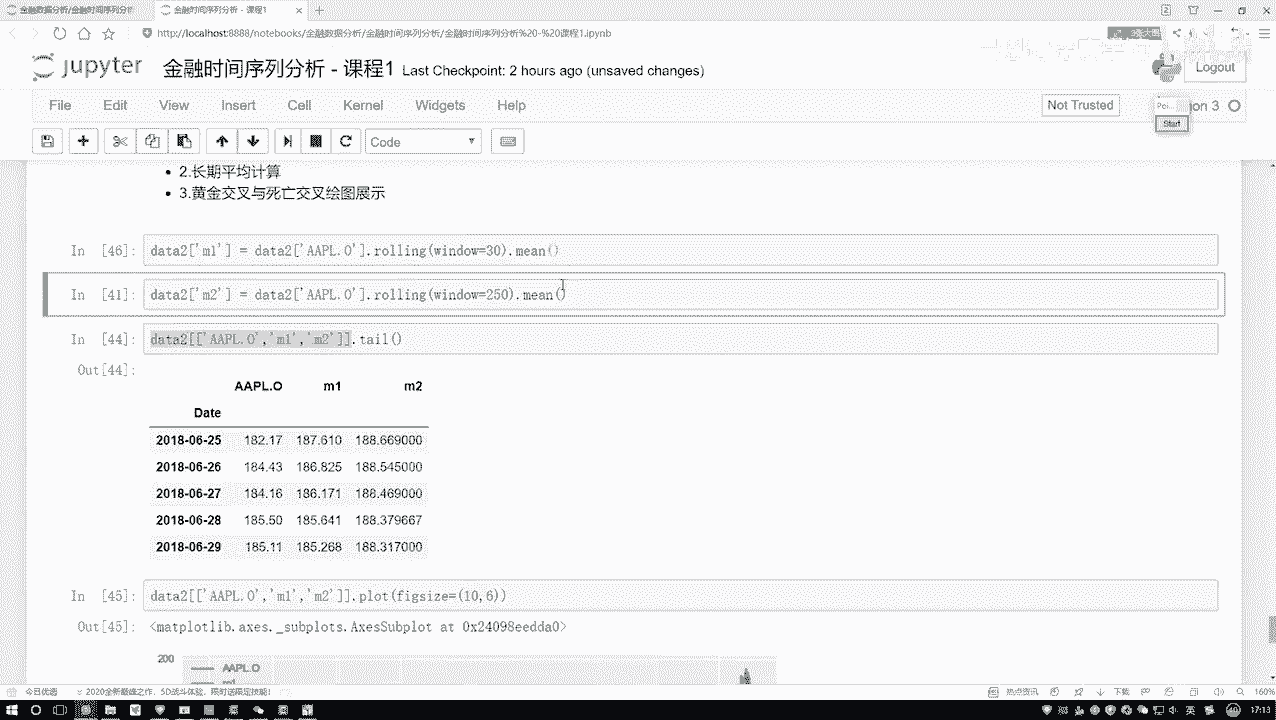 金融数据分析/金融时间序列分析
金融时间序列分析 - 课程1
http://localhost:8888/notebooks/金融数据分析/金融时间序列分析/金融时间序列分析%20-%20课程1.ipynb
jupyter 金融时间序列分析 - 课程1 Last Checkpoint: 2 hours ago (unsaved changes)
Logout
File Edit View Insert Cell Kernel Widgets Help
Not Trusted
Start
Code
2.长期平均计算
3.黄金交叉与死亡交叉绘图展示
In [46]: data2['m1'] = data2['AAPL.O'].rolling(window=30).mean()
In [41]: data2['m2'] = data2['AAPL.O'].rolling(window=250).mean()
In [44]: data2[['AAPL.O','m1','m2']].tail()
Out[44]:
AAPL.O m1 m2
Date
2018-06-25 182.17 187.610 188.669000
2018-06-26 184.43 186.825 188.545000
2018-06-27 184.16 186.171 188.469000
2018-06-28 185.50 185.641 188.379667
2018-06-29 185.11 185.268 188.317000
In [45]: data2[['AAPL.O','m1','m2']].plot(figsize=(10,6))
Out[45]: <matplotlib.axes._subplots.AxesSubplot at 0x24098eedda0>
200
AAPL.O
今日优选
2020全新巅峰之作，5D战斗体验，限时送限定技能！
热点资讯
下载
160%
17:13